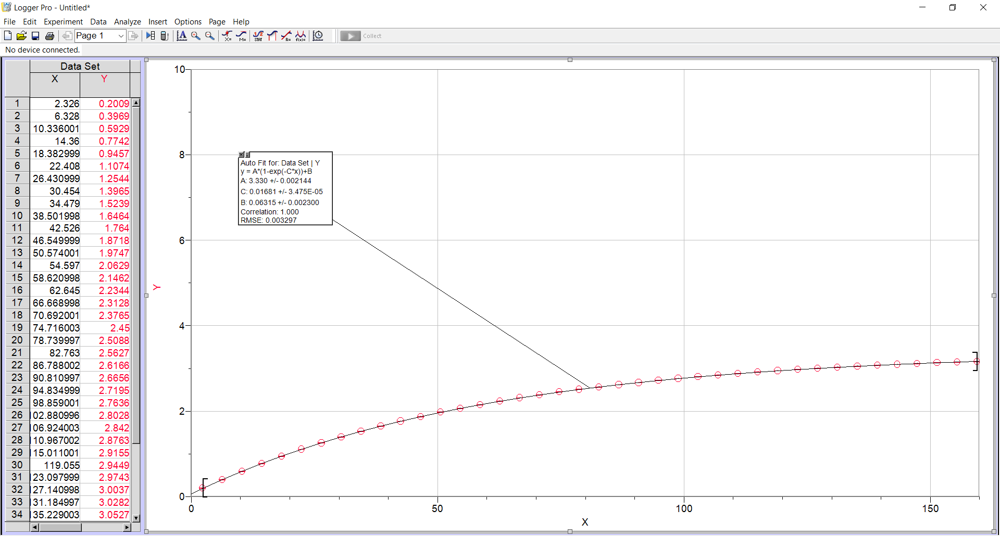 Logger Pro - Untitled*
File Edit Experiment Data Analyze Insert Options Page Help
Page 1 X= M= STAT R= f(x)= Collect
No device connected.
Data Set
X Y
1 2.326 0.2009
2 6.328 0.3969
3 10.336001 0.5929
4 14.36 0.7742
5 18.382999 0.9457
6 22.408 1.1074
7 26.430999 1.2544
8 30.454 1.3965
9 34.479 1.5239
10 38.501998 1.6464
11 42.526 1.764
12 46.549999 1.8718
13 50.574001 1.9747
14 54.597 2.0629
15 58.620998 2.1462
16 62.645 2.2344
17 66.668998 2.3128
18 70.692001 2.3765
19 74.716003 2.45
20 78.739997 2.5088
21 82.763 2.5627
22 86.788002 2.6166
23 90.810997 2.6656
24 94.834999 2.7195
25 98.859001 2.7636
26 02.880996 2.8028
27 06.924003 2.842
28 10.967002 2.8763
29 15.011001 2.9155
30 119.055 2.9449
31 23.097999 2.9743
32 27.140998 3.0037
33 31.184997 3.0282
34 35.229003 3.0527
10
8
6
4
2
0
Y
Auto Fit for: Data Set | Y
y = A*(1-exp(-C*x))+B
A: 3.330 +/- 0.002144
C: 0.01681 +/- 3.475E-05
B: 0.06315 +/- 0.002300
Correlation: 1.000
RMSE: 0.003297
0 50 100 150
X